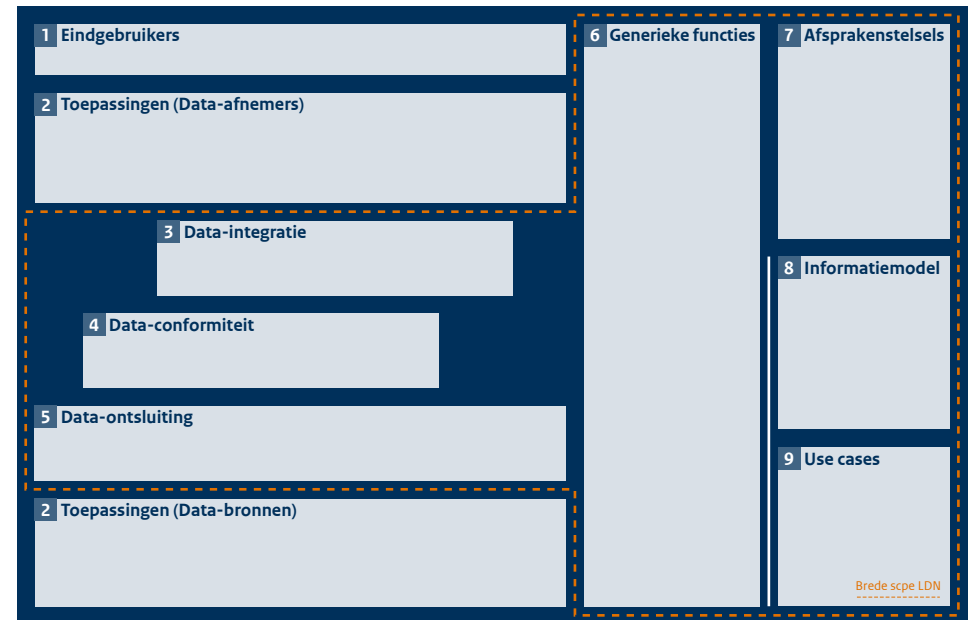 1 Eindgebruikers
2 Toepassingen (Data-afnemers)
3 Data-integratie
4 Data-conformiteit
5 Data-ontsluiting
2 Toepassingen (Data-bronnen)
6 Generieke functies
7 Afsprakenstelsels
8 Informatiemodel
9 Use cases
Brede scpe LDN